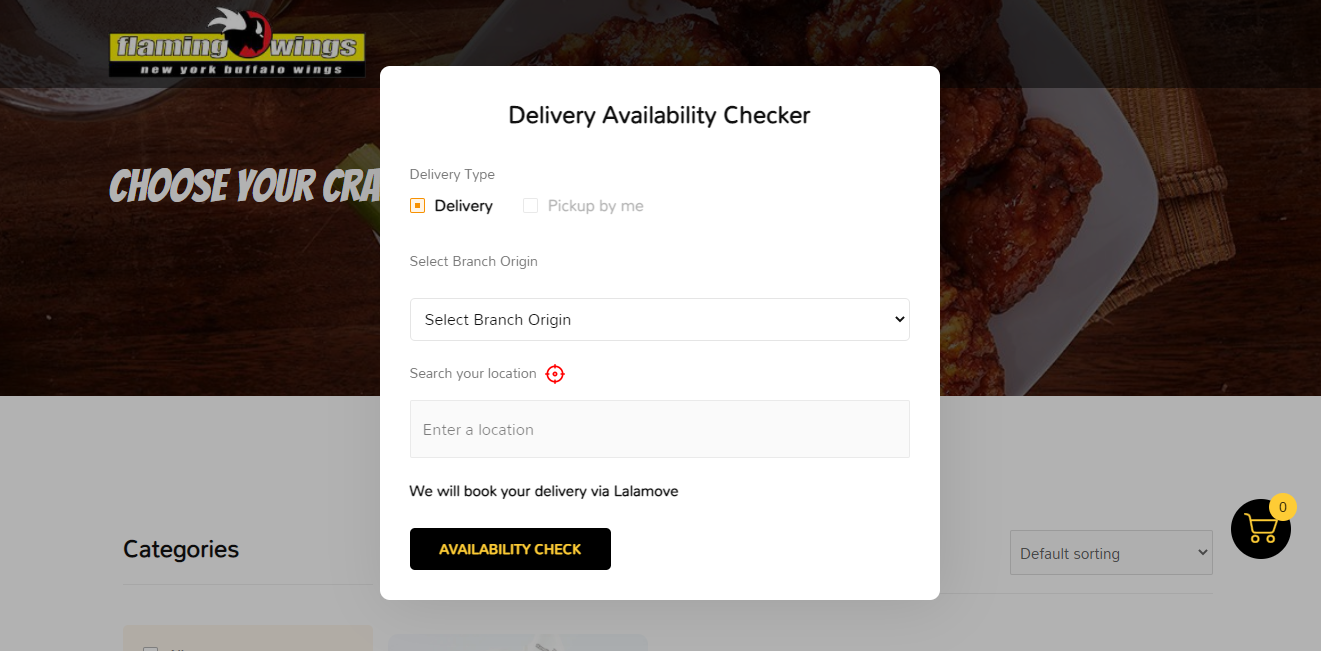 flaming wings
new york buffalo wings
CHOOSE YOUR CRA
Delivery Availability Checker
Delivery Type
Delivery Pickup by me
Select Branch Origin
Select Branch Origin
Search your location
Enter a location
We will book your delivery via Lalamove
AVAILABILITY CHECK
0
Categories
Default sorting